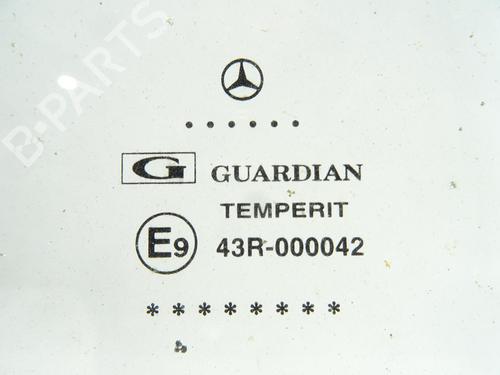 B-PARTS
......
G GUARDIAN
TEMPERIT
E9 43R-000042
********